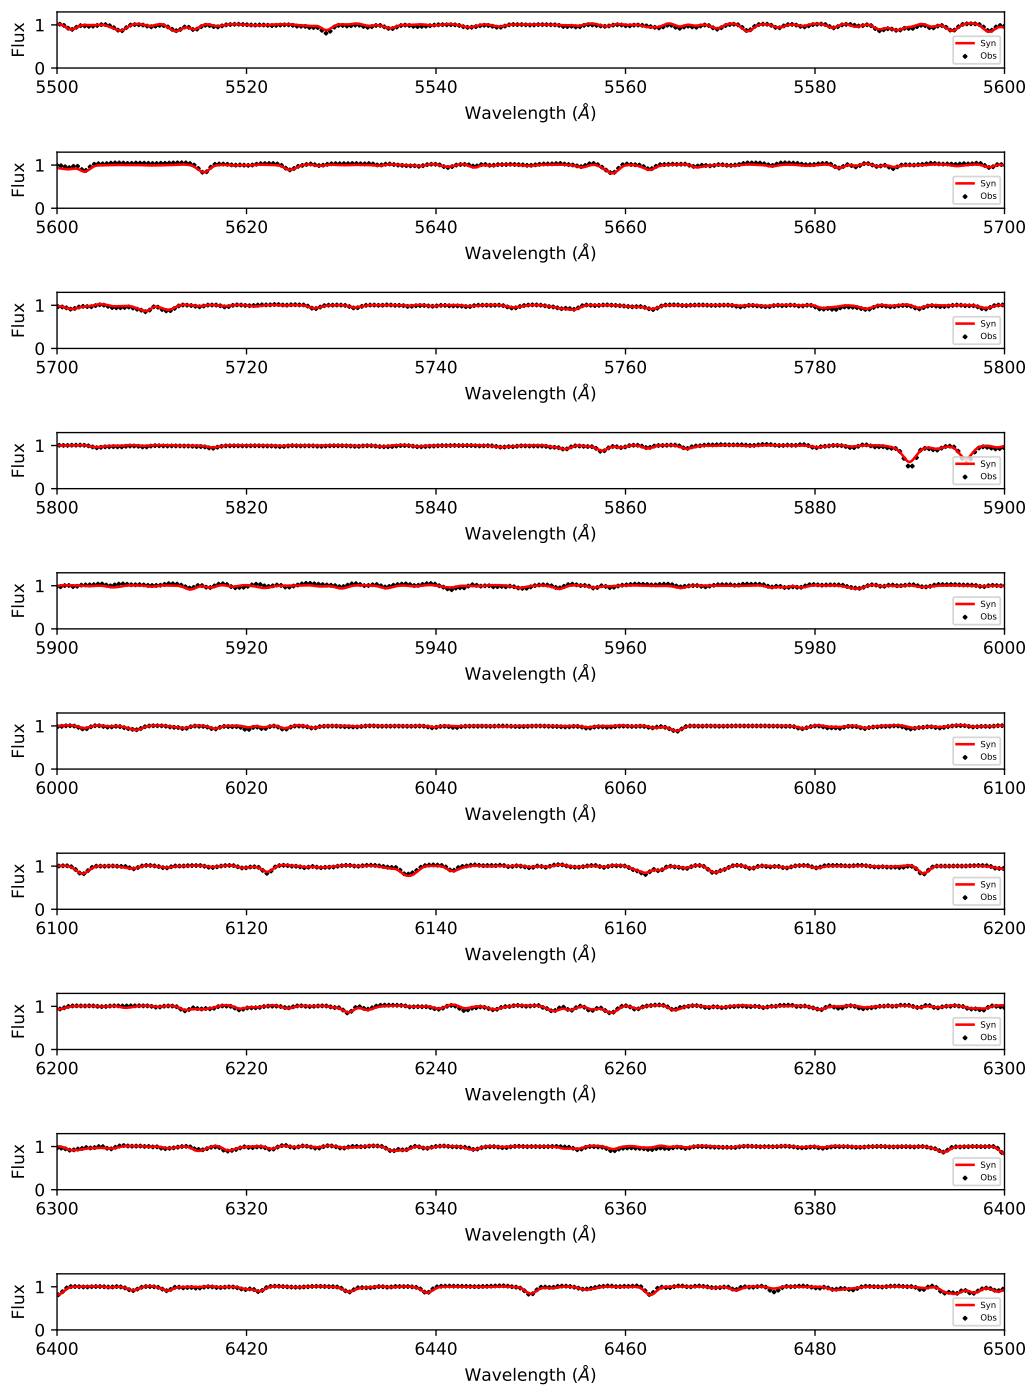 Flux
1
0
Syn
Obs
5500 5520 5540 5560 5580 5600
Wavelength (Å)
Flux
1
0
Syn
Obs
5600 5620 5640 5660 5680 5700
Wavelength (Å)
Flux
1
0
Syn
Obs
5700 5720 5740 5760 5780 5800
Wavelength (Å)
Flux
1
0
Syn
Obs
5800 5820 5840 5860 5880 5900
Wavelength (Å)
Flux
1
0
Syn
Obs
5900 5920 5940 5960 5980 6000
Wavelength (Å)
Flux
1
0
Syn
Obs
6000 6020 6040 6060 6080 6100
Wavelength (Å)
Flux
1
0
Syn
Obs
6100 6120 6140 6160 6180 6200
Wavelength (Å)
Flux
1
0
Syn
Obs
6200 6220 6240 6260 6280 6300
Wavelength (Å)
Flux
1
0
Syn
Obs
6300 6320 6340 6360 6380 6400
Wavelength (Å)
Flux
1
0
Syn
Obs
6400 6420 6440 6460 6480 6500
Wavelength (Å)